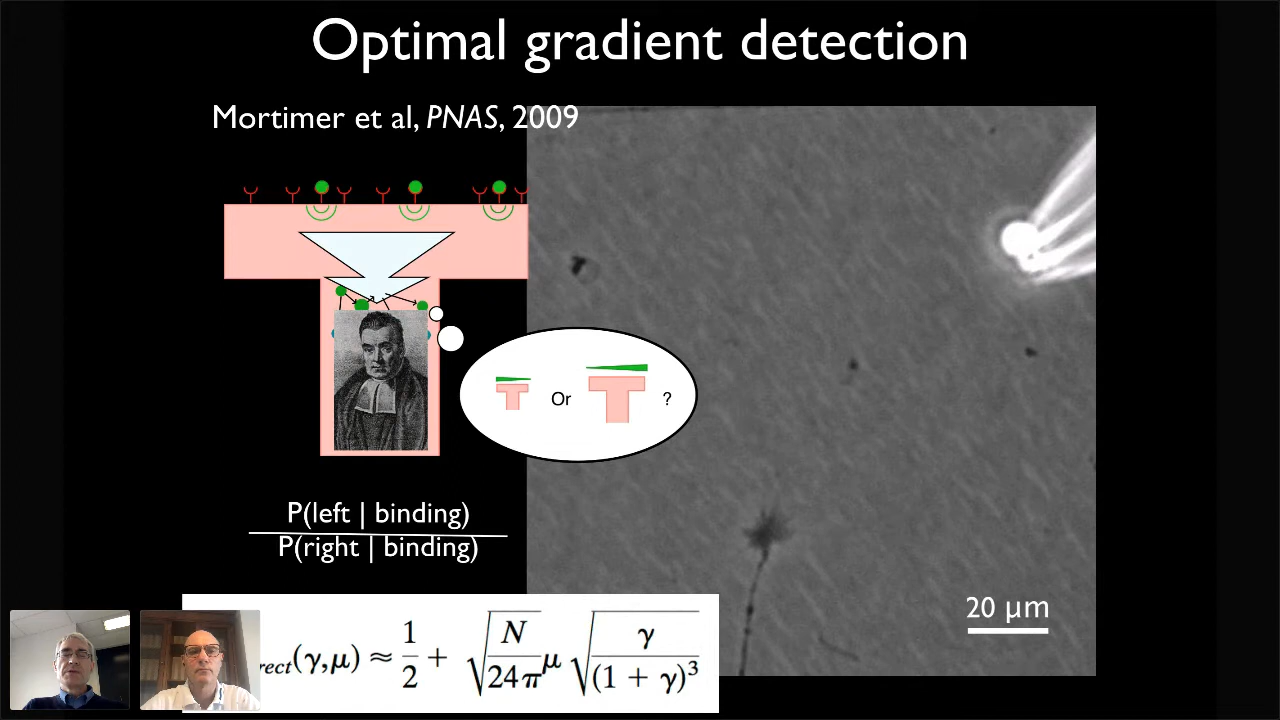 Optimal gradient detection
Mortimer et al, PNAS, 2009
Or ?
P(left | binding)
P(right | binding)
rect(γ,μ) ≈ 1/2 + √(N/24π) μ √(γ/(1 + γ)³)
20 μm